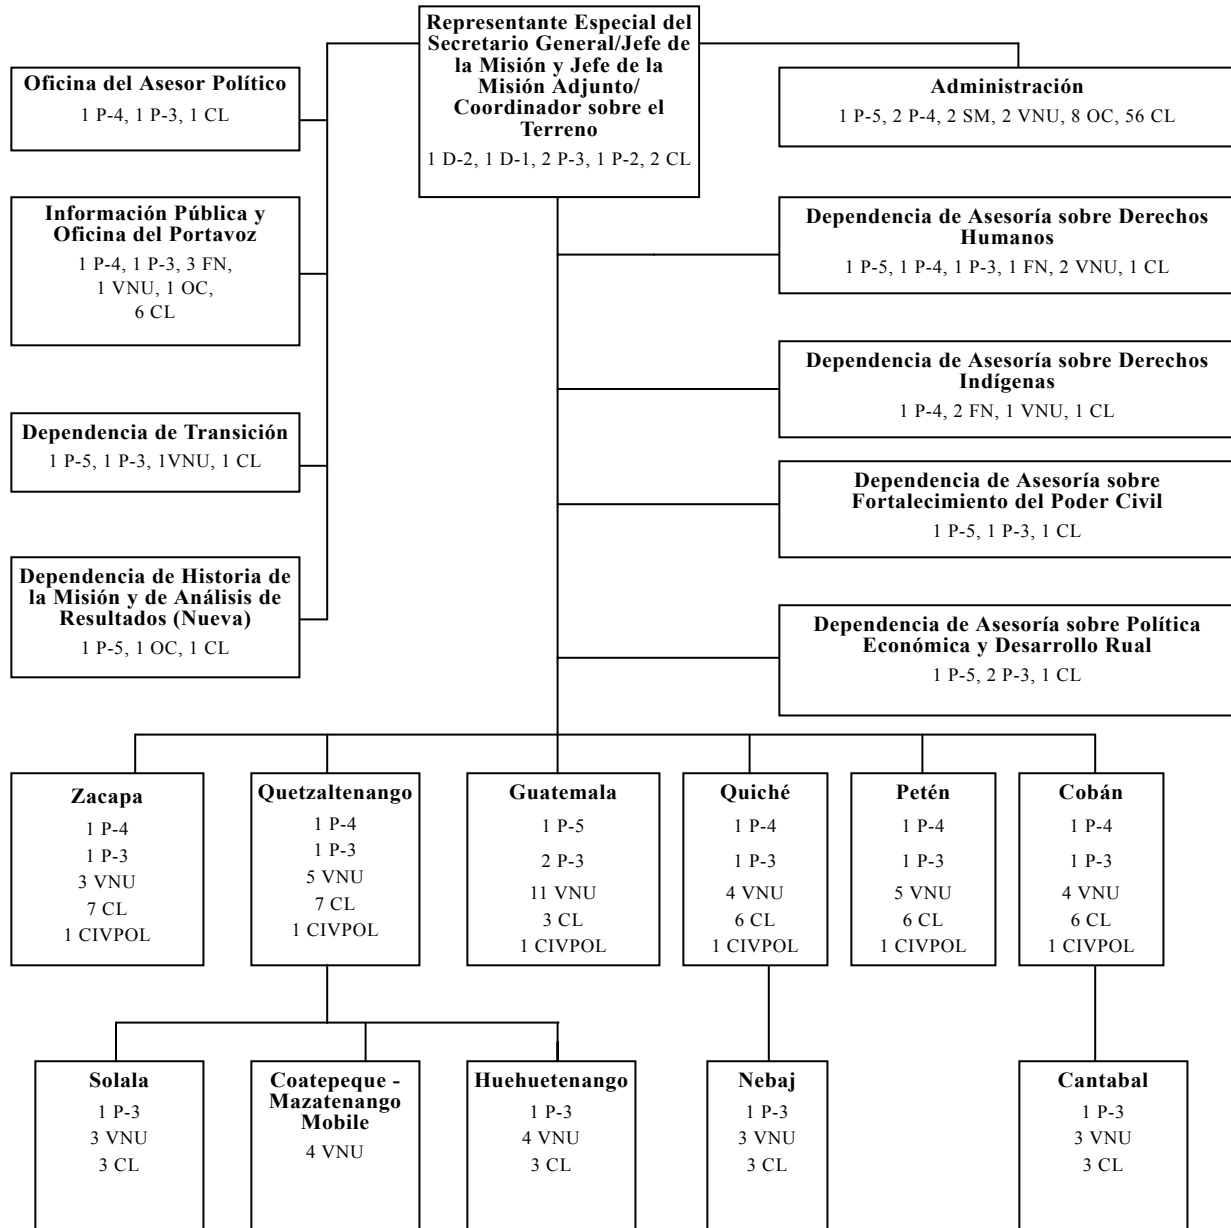 Representante Especial del
Secretario General/Jefe de
la Misión y Jefe de la
Misión Adjunto/
Coordinador sobre el
Terreno
1 D-2, 1 D-1, 2 P-3, 1 P-2, 2 CL
Oficina del Asesor Político
1 P-4, 1 P-3, 1 CL
Información Pública y
Oficina del Portavoz
1 P-4, 1 P-3, 3 FN,
1 VNU, 1 OC,
6 CL
Dependencia de Transición
1 P-5, 1 P-3, 1VNU, 1 CL
Dependencia de Historia de
la Misión y de Análisis de
Resultados (Nueva)
1 P-5, 1 OC, 1 CL
Administración
1 P-5, 2 P-4, 2 SM, 2 VNU, 8 OC, 56 CL
Dependencia de Asesoría sobre Derechos
Humanos
1 P-5, 1 P-4, 1 P-3, 1 FN, 2 VNU, 1 CL
Dependencia de Asesoría sobre Derechos
Indígenas
1 P-4, 2 FN, 1 VNU, 1 CL
Dependencia de Asesoría sobre
Fortalecimiento del Poder Civil
1 P-5, 1 P-3, 1 CL
Dependencia de Asesoría sobre Política
Económica y Desarrollo Rual
1 P-5, 2 P-3, 1 CL
Zacapa
1 P-4
1 P-3
3 VNU
7 CL
1 CIVPOL
Quetzaltenango
1 P-4
1 P-3
5 VNU
7 CL
1 CIVPOL
Guatemala
1 P-5
2 P-3
11 VNU
3 CL
1 CIVPOL
Quiché
1 P-4
1 P-3
4 VNU
6 CL
1 CIVPOL
Petén
1 P-4
1 P-3
5 VNU
6 CL
1 CIVPOL
Cobán
1 P-4
1 P-3
4 VNU
6 CL
1 CIVPOL
Solala
1 P-3
3 VNU
3 CL
Coatepeque -
Mazatenango
Mobile
4 VNU
Huehuetenango
1 P-3
4 VNU
3 CL
Nebaj
1 P-3
3 VNU
3 CL
Cantabal
1 P-3
3 VNU
3 CL